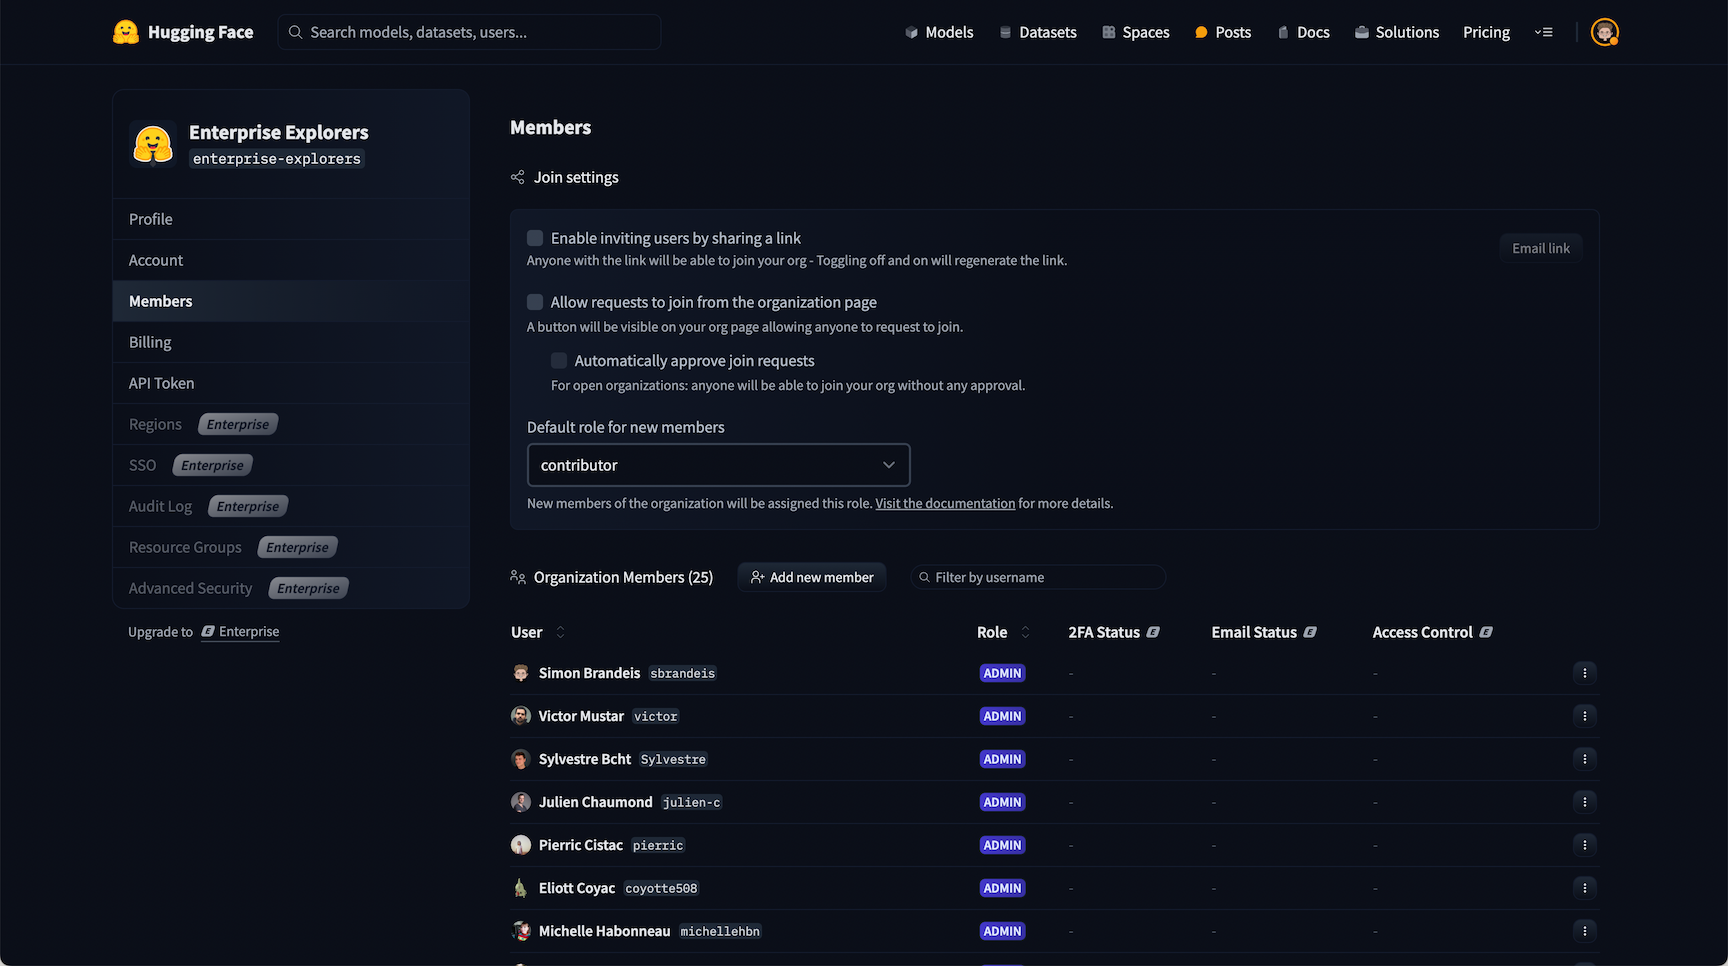 Hugging Face
Search models, datasets, users...
Models
Datasets
Spaces
Posts
Docs
Solutions
Pricing
Enterprise Explorers
enterprise-explorers
Profile
Account
Members
Billing
API Token
Regions Enterprise
SSO Enterprise
Audit Log Enterprise
Resource Groups Enterprise
Advanced Security Enterprise
Upgrade to E Enterprise
Members
Join settings
Enable inviting users by sharing a link
Anyone with the link will be able to join your org - Toggling off and on will regenerate the link.
Email link
Allow requests to join from the organization page
A button will be visible on your org page allowing anyone to request to join.
Automatically approve join requests
For open organizations: anyone will be able to join your org without any approval.
Default role for new members
contributor
New members of the organization will be assigned this role. Visit the documentation for more details.
Organization Members (25)
Add new member
Filter by username
User Role 2FA Status E Email Status E Access Control E
Simon Brandeis sbrandeis ADMIN - - -
Victor Mustar victor ADMIN - - -
Sylvestre Bcht Sylvestre ADMIN - - -
Julien Chaumond julien-c ADMIN - - -
Pierric Cistac pierric ADMIN - - -
Eliott Coyac coyotte508 ADMIN - - -
Michelle Habonneau michellehbn ADMIN - - -